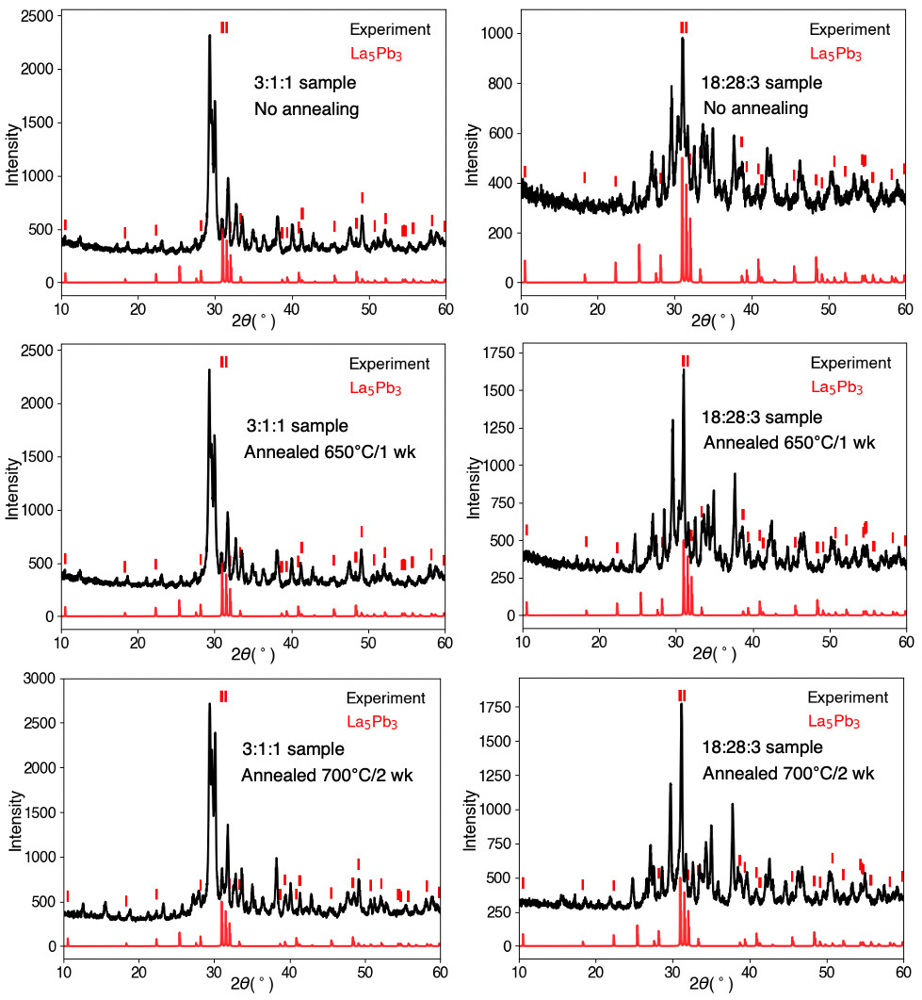 2500
2000
1500
1000
500
0
Intensity
Experiment
La₅Pb₃
3:1:1 sample
No annealing
10 20 30 40 50 60
2θ(°)
1000
800
600
400
200
0
Intensity
Experiment
La₅Pb₃
18:28:3 sample
No annealing
10 20 30 40 50 60
2θ(°)
2500
2000
1500
1000
500
0
Intensity
Experiment
La₅Pb₃
3:1:1 sample
Annealed 650°C/1 wk
10 20 30 40 50 60
2θ(°)
1750
1500
1250
1000
750
500
250
0
Intensity
Experiment
La₅Pb₃
18:28:3 sample
Annealed 650°C/1 wk
10 20 30 40 50 60
2θ(°)
3000
2500
2000
1500
1000
500
0
Intensity
Experiment
La₅Pb₃
3:1:1 sample
Annealed 700°C/2 wk
10 20 30 40 50 60
2θ(°)
1750
1500
1250
1000
750
500
250
0
Intensity
Experiment
La₅Pb₃
18:28:3 sample
Annealed 700°C/2 wk
10 20 30 40 50 60
2θ(°)